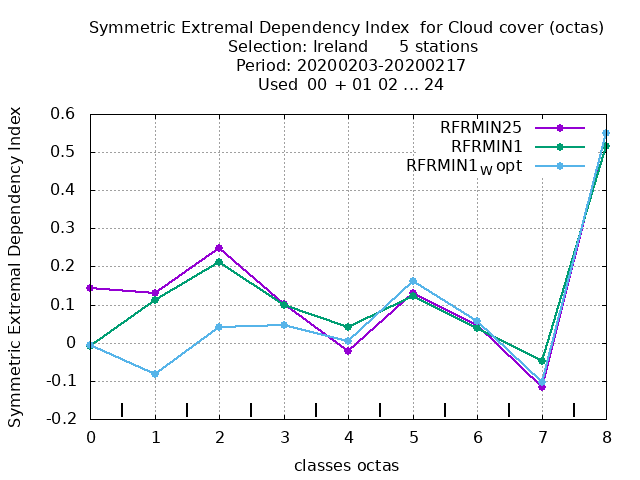 Symmetric Extremal Dependency Index  for Cloud cover (octas)
Selection: Ireland      5 stations
Period: 20200203-20200217
Used  00  + 01 02 ... 24
Symmetric Extremal Dependency Index
0.6
0.5
0.4
0.3
0.2
0.1
0
-0.1
-0.2
RFRMIN25
RFRMIN1
RFRMIN1w opt
0 1 2 3 4 5 6 7 8
classes octas